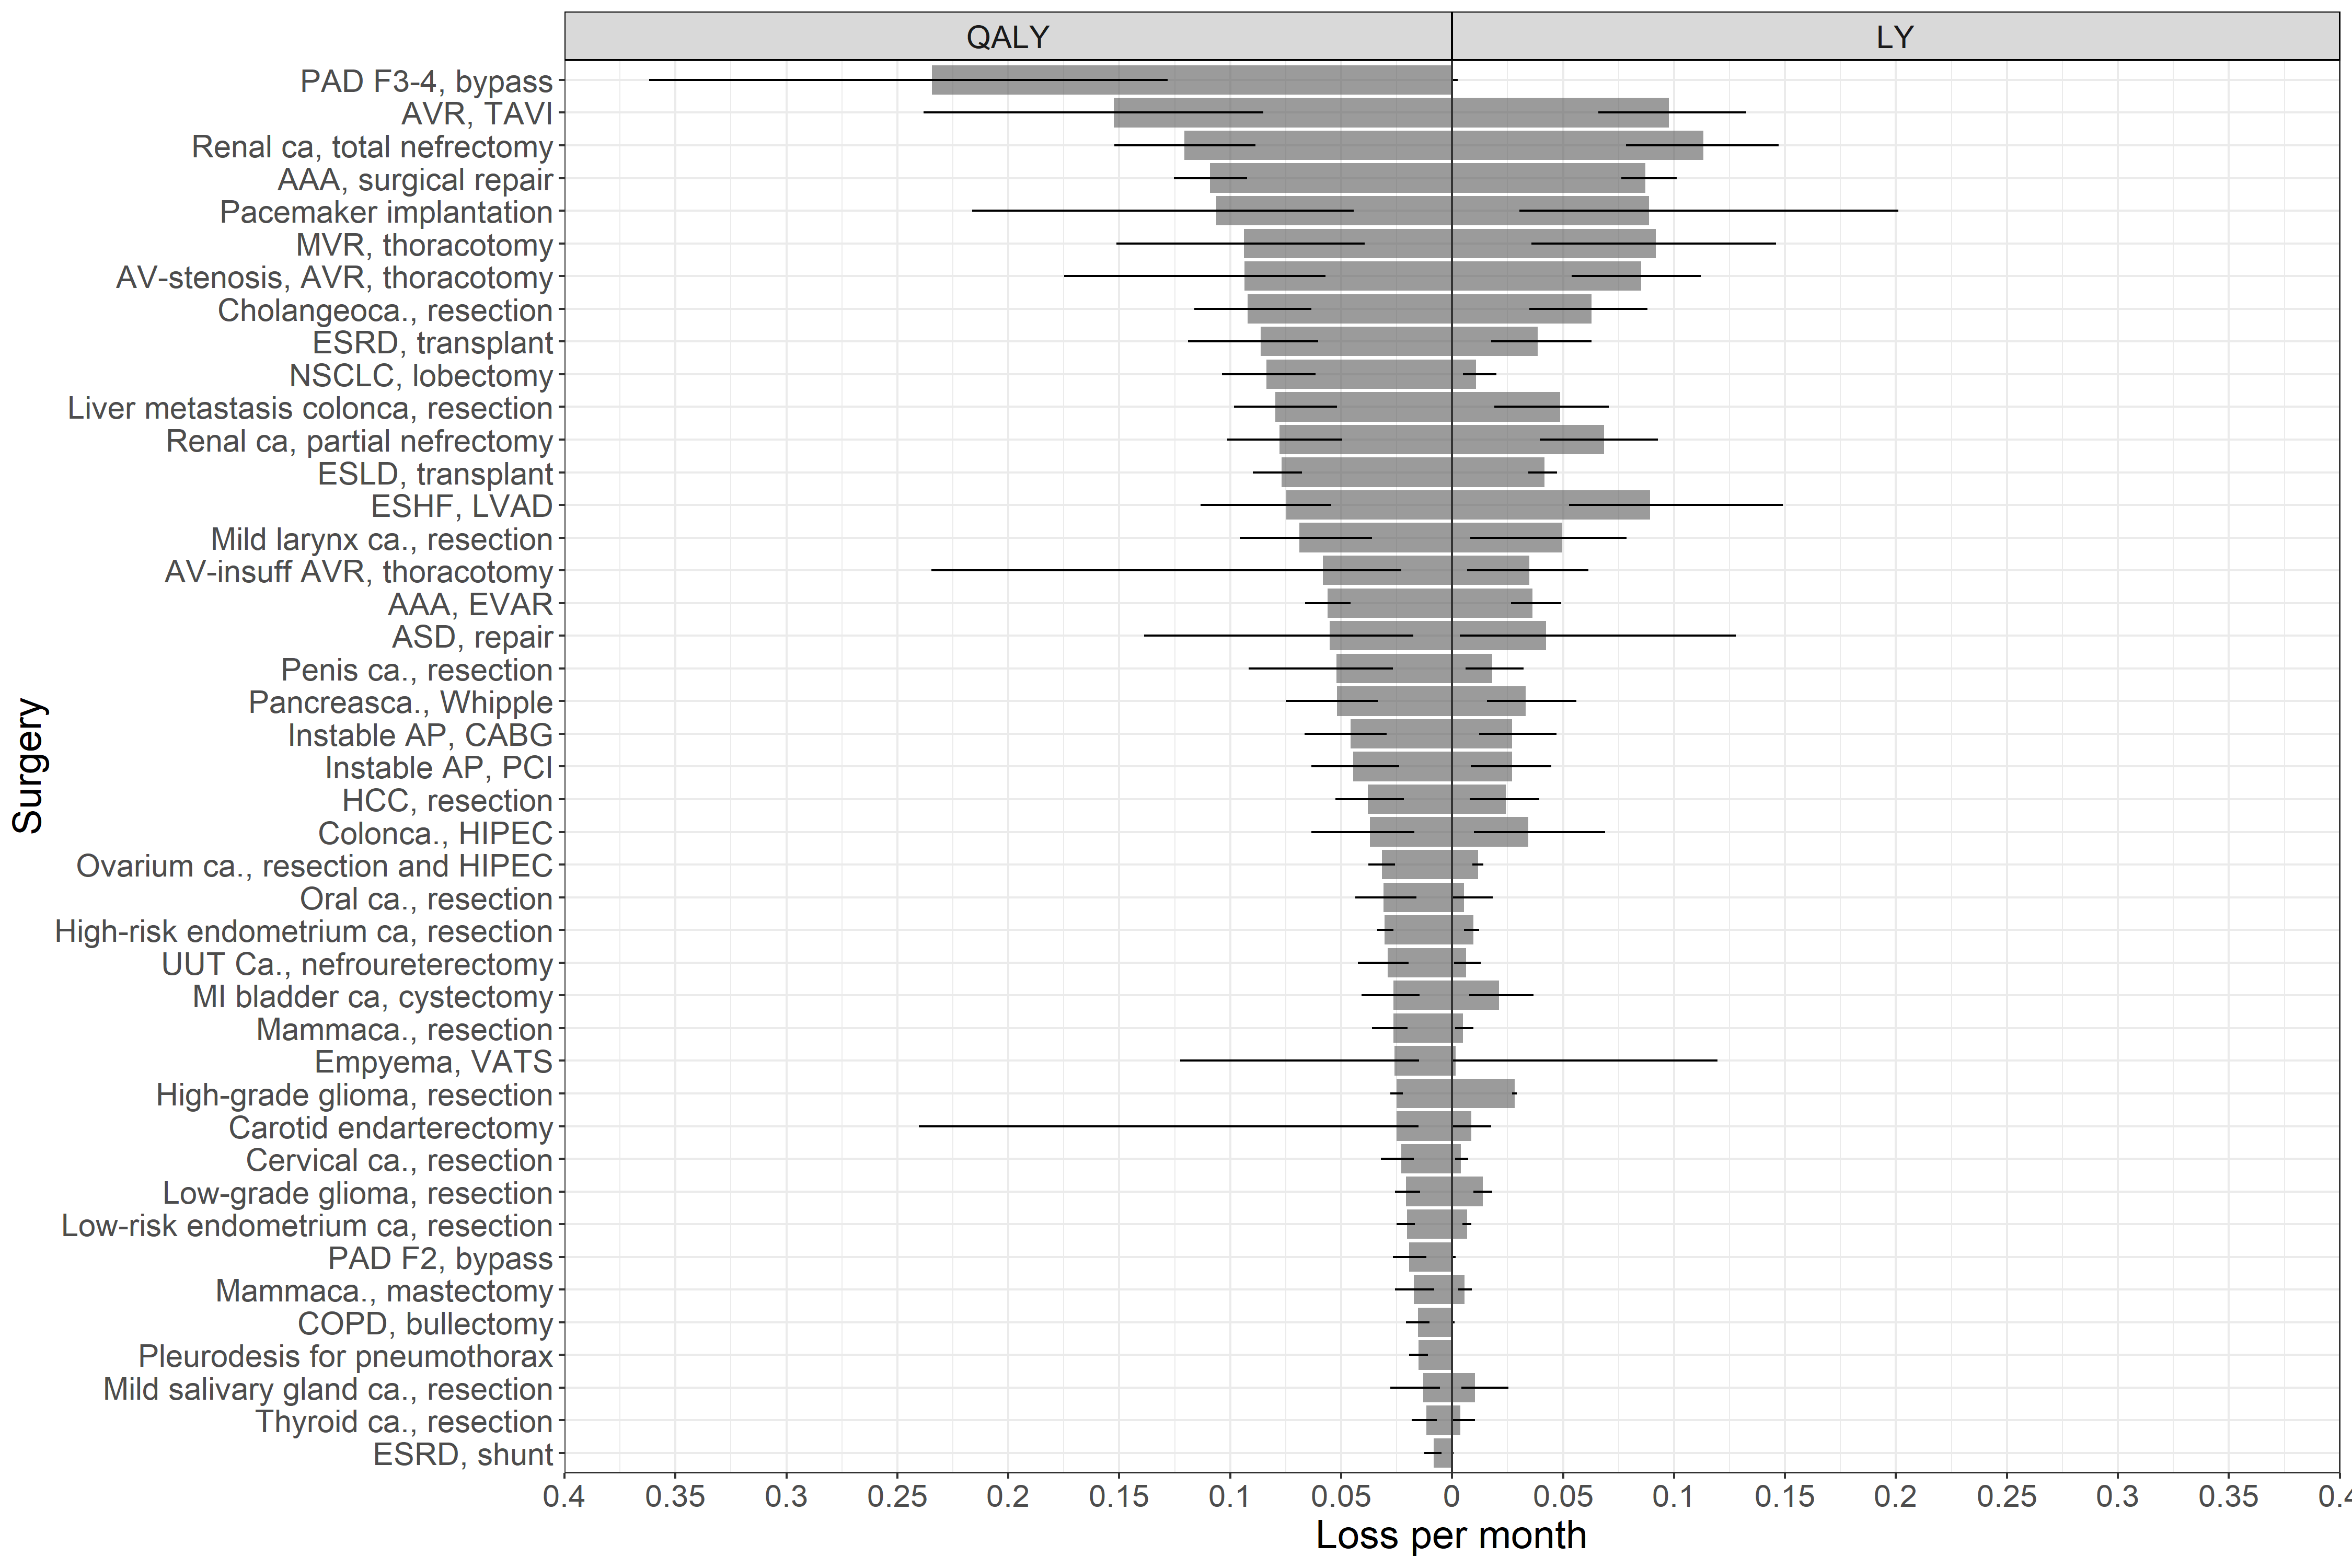 QALY LY
PAD F3-4, bypass
AVR, TAVI
Renal ca, total nefrectomy
AAA, surgical repair
Pacemaker implantation
MVR, thoracotomy
AV-stenosis, AVR, thoracotomy
Cholangeoca., resection
ESRD, transplant
NSCLC, lobectomy
Liver metastasis colonca, resection
Renal ca, partial nefrectomy
ESLD, transplant
ESHF, LVAD
Mild larynx ca., resection
AV-insuff AVR, thoracotomy
AAA, EVAR
ASD, repair
Penis ca., resection
Pancreasca., Whipple
Instable AP, CABG
Instable AP, PCI
HCC, resection
Colonca., HIPEC
Ovarium ca., resection and HIPEC
Oral ca., resection
High-risk endometrium ca, resection
UUT Ca., nefroureterectomy
MI bladder ca, cystectomy
Mammaca., resection
Empyema, VATS
High-grade glioma, resection
Carotid endarterectomy
Cervical ca., resection
Low-grade glioma, resection
Low-risk endometrium ca, resection
PAD F2, bypass
Mammaca., mastectomy
COPD, bullectomy
Pleurodesis for pneumothorax
Mild salivary gland ca., resection
Thyroid ca., resection
ESRD, shunt
Surgery
0.4 0.35 0.3 0.25 0.2 0.15 0.1 0.05 0 0.05 0.1 0.15 0.2 0.25 0.3 0.35 0.4
Loss per month